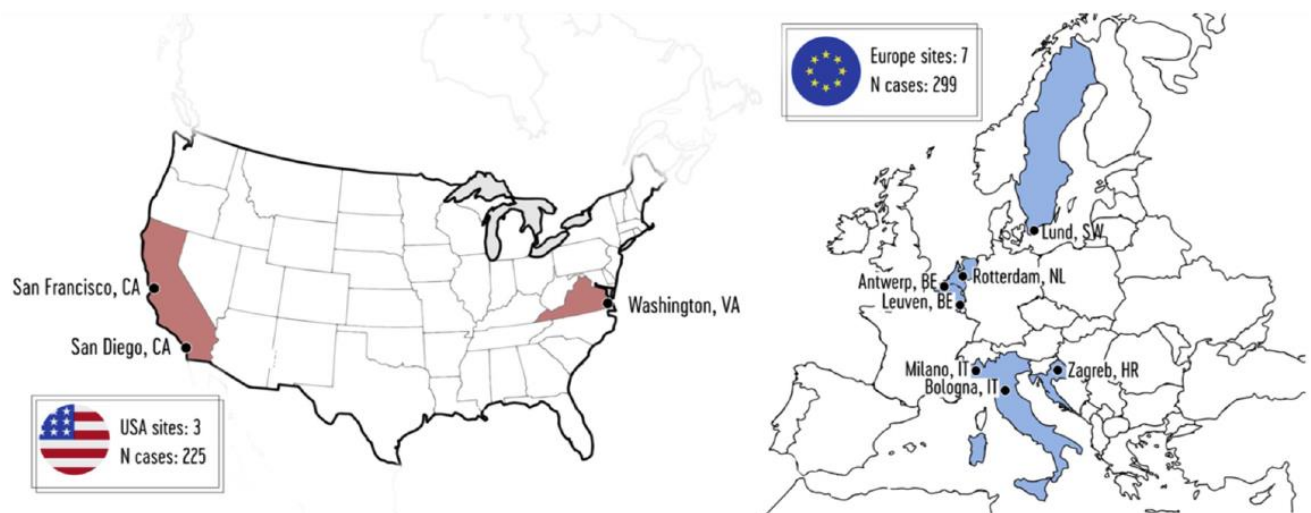 San Francisco, CA
San Diego, CA
Washington, VA
USA sites: 3
N cases: 225
Europe sites: 7
N cases: 299
Lund, SW
Antwerp, BE
Rotterdam, NL
Leuven, BE
Milano, IT
Zagreb, HR
Bologna, IT